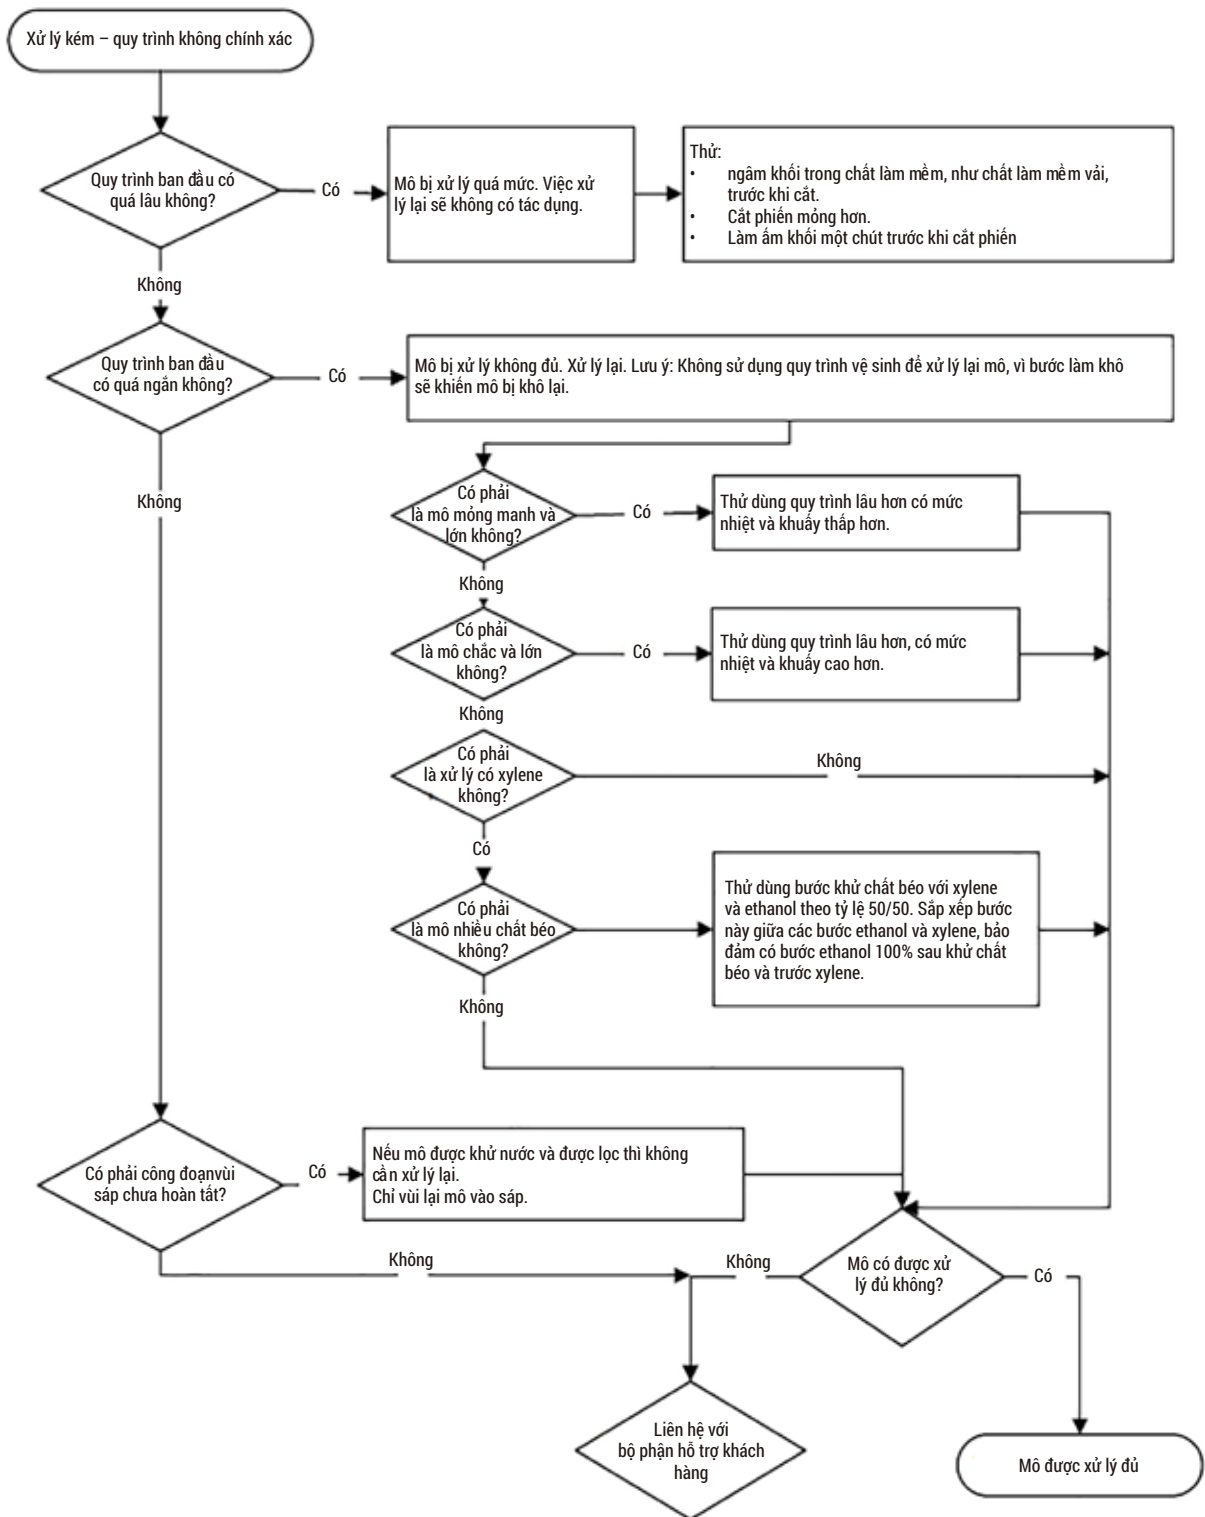 Xử lý kém – quy trình không chính xác
Quy trình ban đầu có
quá lâu không?
Có
Mô bị xử lý quá mức. Việc xử
lý lại sẽ không có tác dụng.
Thử:
• ngâm khối trong chất làm mềm, như chất làm mềm vải,
trước khi cắt.
• Cắt phiến mỏng hơn.
• Làm ấm khối một chút trước khi cắt phiến
Không
Quy trình ban đầu
có quá ngắn không?
Có
Mô bị xử lý không đủ. Xử lý lại. Lưu ý: Không sử dụng quy trình vệ sinh để xử lý lại mô, vì bước làm khô
sẽ khiến mô bị khô lại.
Không
Có phải
là mô mỏng manh và
lớn không?
Có
Thử dùng quy trình lâu hơn có mức
nhiệt và khuấy thấp hơn.
Không
Có phải
là mô chắc và lớn
không?
Có
Thử dùng quy trình lâu hơn, có mức
nhiệt và khuấy cao hơn.
Không
Có phải
là xử lý có xylene
không?
Không
Có
Có phải
là mô nhiều chất béo
không?
Thử dùng bước khử chất béo với xylene
và ethanol theo tỷ lệ 50/50. Sắp xếp bước
này giữa các bước ethanol và xylene, bảo
đảm có bước ethanol 100% sau khử chất
béo và trước xylene.
Không
Có phải công đoạnvùi
sáp chưa hoàn tất?
Có
Nếu mô được khử nước và được lọc thì không
cần xử lý lại.
Chỉ vùi lại mô vào sáp.
Không
Không
Mô có được xử
lý đủ không?
Có
Liên hệ với
bộ phận hỗ trợ khách
hàng
Mô được xử lý đủ